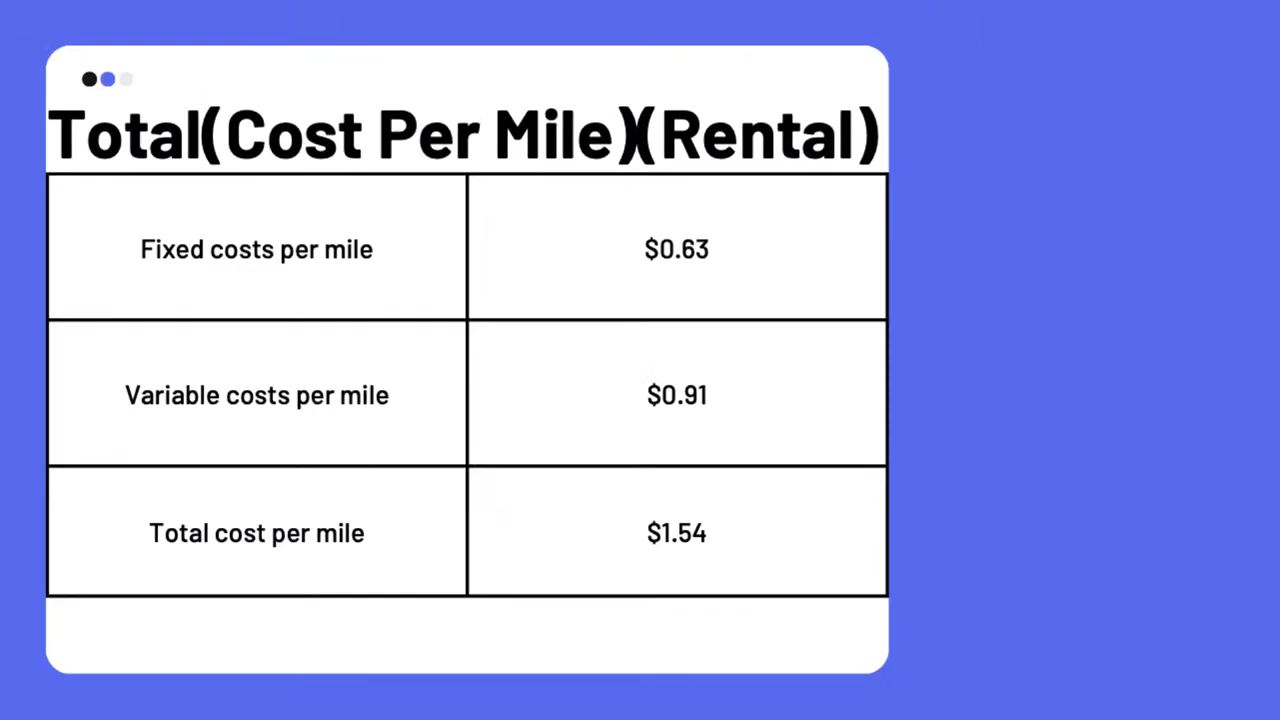 Total(Cost Per Mile)(Rental)
Fixed costs per mile $0.63
Variable costs per mile $0.91
Total cost per mile $1.54